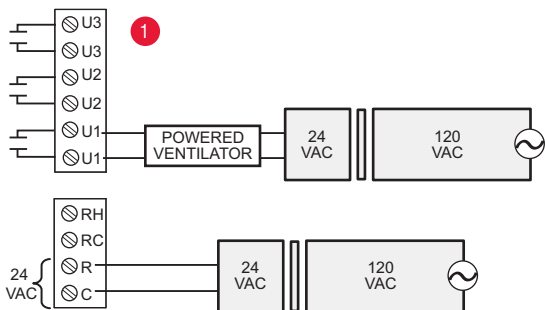 U3
1
U3
U2
U2
U1
U1
POWERED
VENTILATOR
24
VAC
120
VAC
RH
RC
R
C
24
VAC
24
VAC
120
VAC